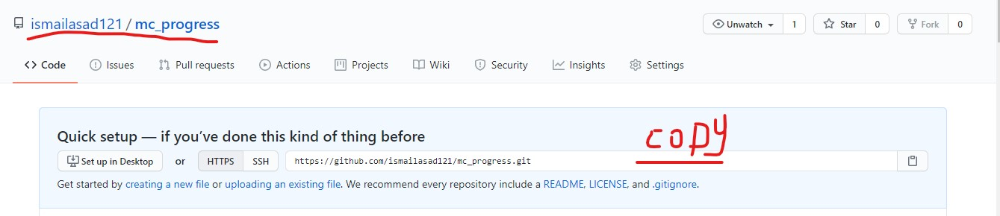 ismailasad121 / mc_progress
Unwatch 1 Star 0 Fork 0
Code Issues Pull requests Actions Projects Wiki Security Insights Settings
Quick setup — if you’ve done this kind of thing before
copy
Set up in Desktop or HTTPS SSH https://github.com/ismailasad121/mc_progress.git
Get started by creating a new file or uploading an existing file. We recommend every repository include a README, LICENSE, and .gitignore.